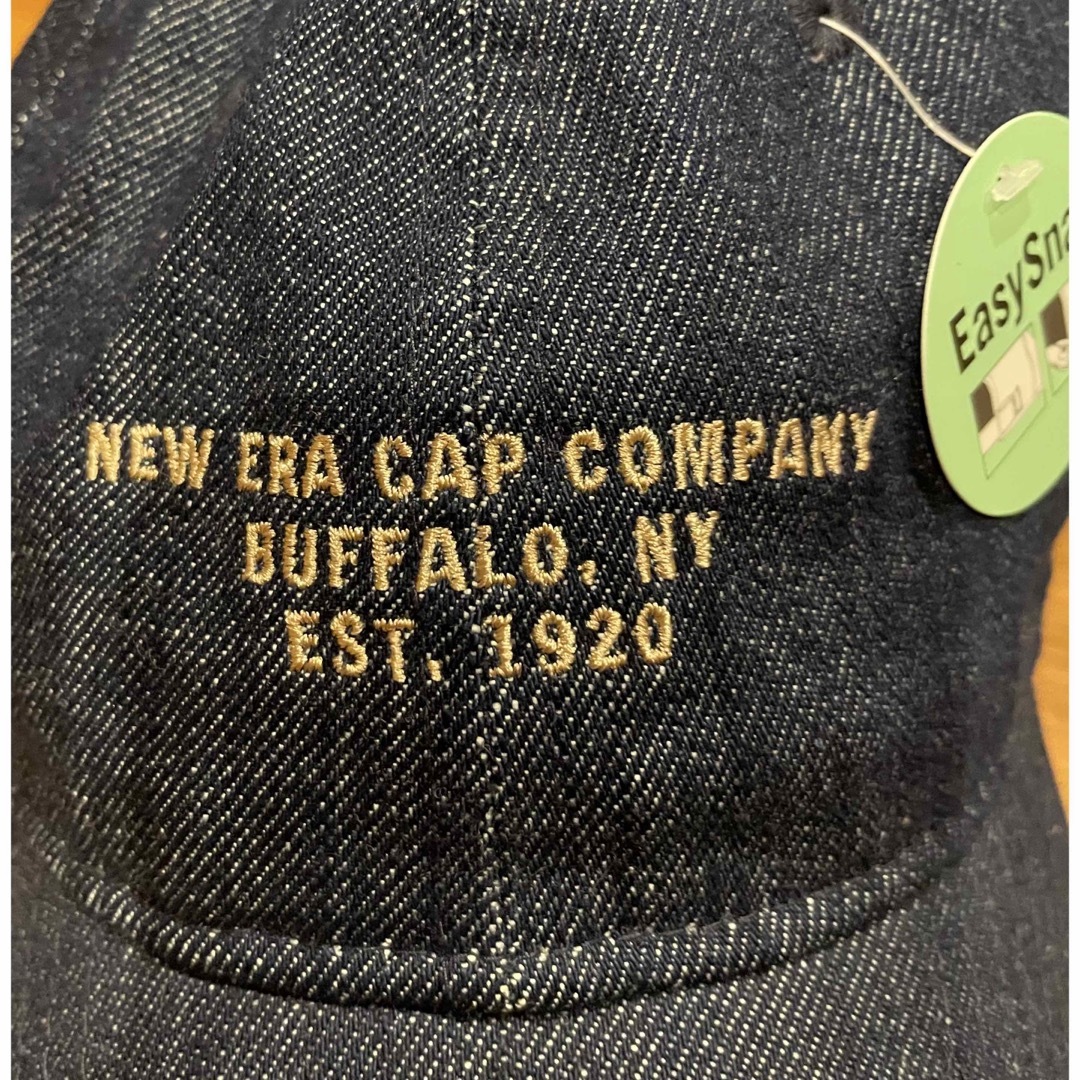 NEW ERA CAP COMPANY
BUFFALO, NY
EST. 1920
EasySna